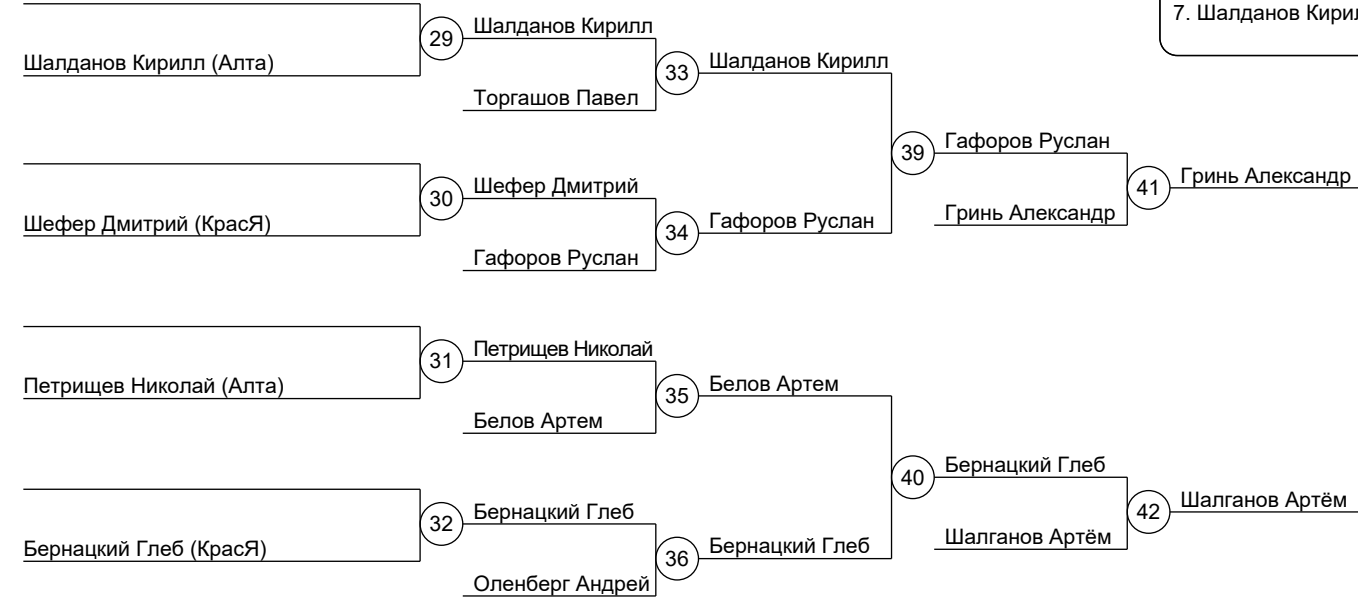 7. Шалданов Кирил
Шалданов Кирилл
29
Шалданов Кирилл (Алта)
Шалданов Кирилл
33
Торгашов Павел
Гафоров Руслан
39
Шефер Дмитрий
Гринь Александр
41
30
Гринь Александр
Шефер Дмитрий (КрасЯ)
Гафоров Руслан
34
Гафоров Руслан
Петрищев Николай
31
Петрищев Николай (Алта)
Белов Артем
35
Белов Артем
Бернацкий Глеб
40
Шалганов Артём
Бернацкий Глеб
42
32
Шалганов Артём
Бернацкий Глеб (КрасЯ)
Бернацкий Глеб
36
Оленберг Андрей